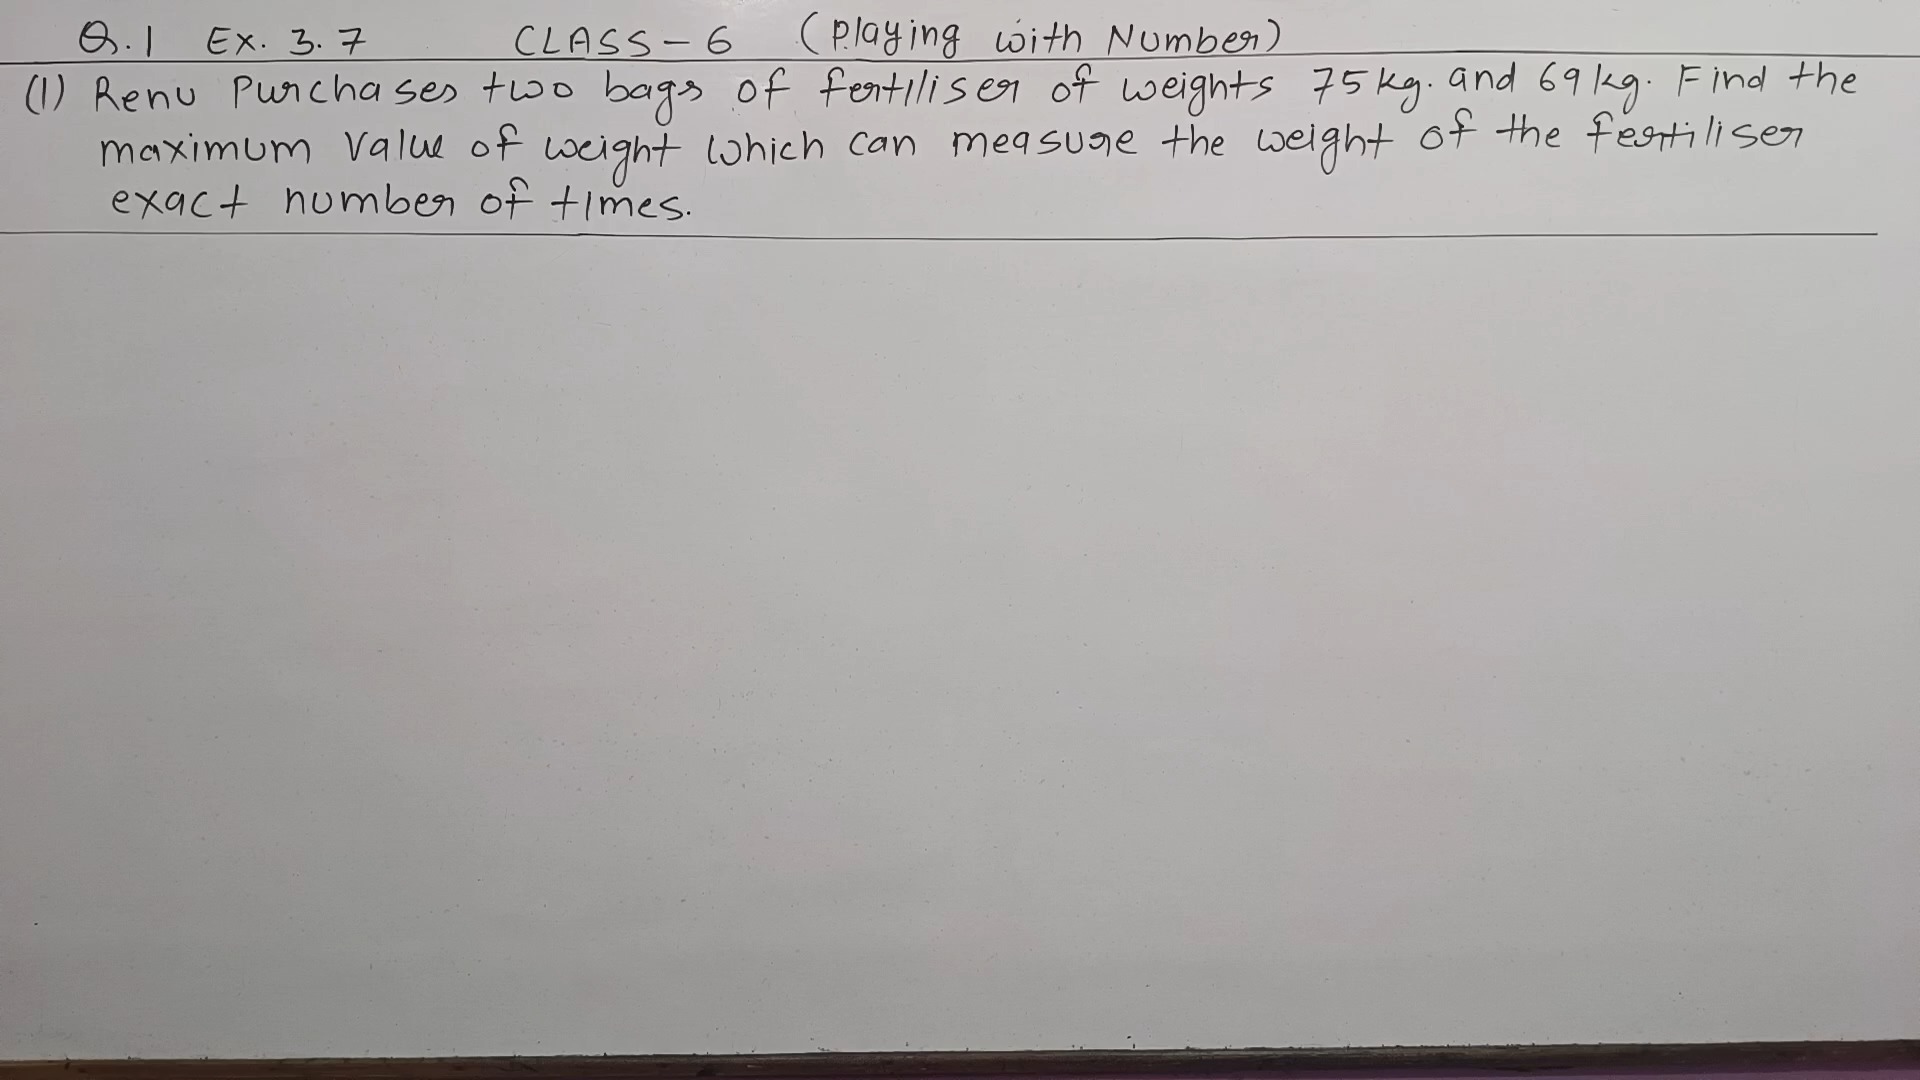 Q.1 Ex. 3.7 CLASS-6 (Playing with Number)
(1) Renu Purchases two bags of fertiliser of weights 75 kg. and 69 kg. Find the
maximum Value of weight which can measure the weight of the fertiliser
exact number of times.